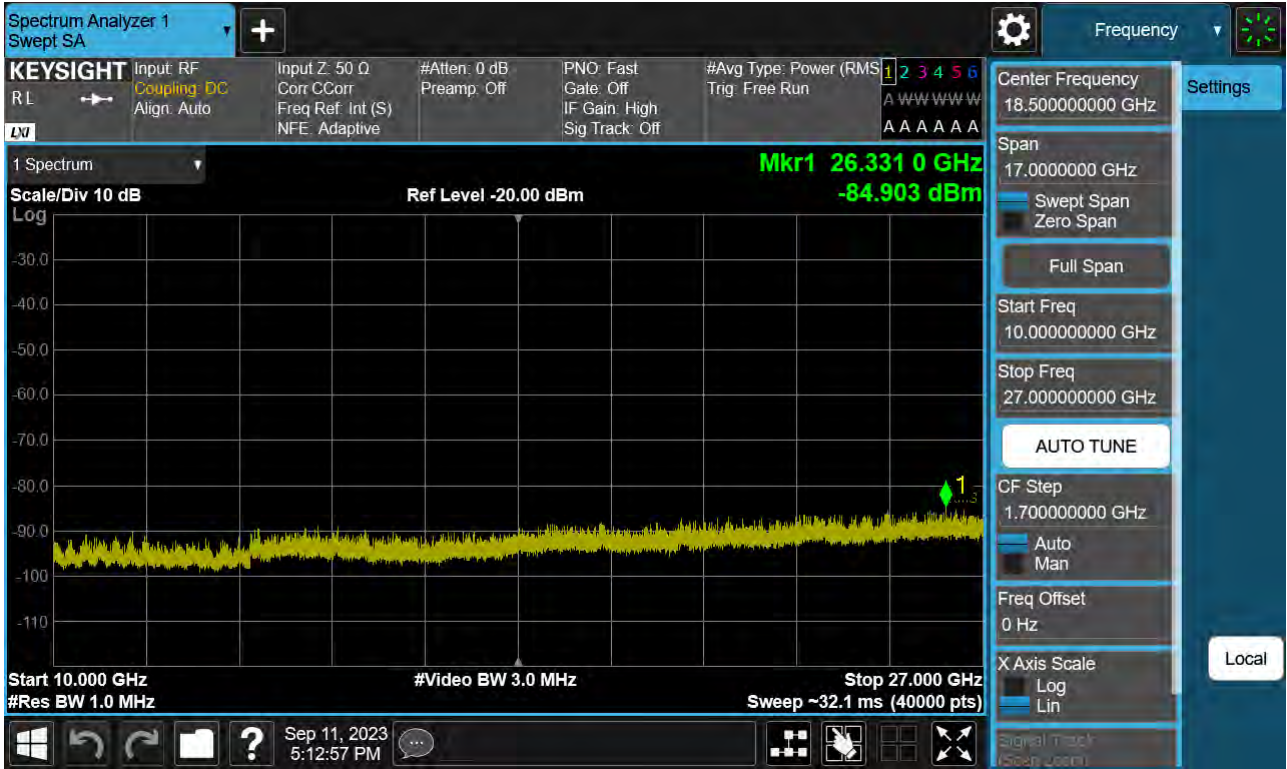 Spectrum Analyzer 1
Swept SA
+
Frequency
KEYSIGHT
RL
LXI
Input: RF
Coupling: DC
Align: Auto
Input Z: 50 Ω
Corr CCorr
Freq Ref: Int (S)
NFE: Adaptive
#Atten: 0 dB
Preamp: Off
PNO: Fast
Gate: Off
IF Gain: High
Sig Track: Off
#Avg Type: Power (RMS
Trig: Free Run
1 2 3 4 5 6
A W W W W W
A A A A A A
1 Spectrum
Scale/Div 10 dB
Log
Ref Level -20.00 dBm
Mkr1 26.331 0 GHz
-84.903 dBm
-30.0
-40.0
-50.0
-60.0
-70.0
-80.0
-90.0
-100
-110
1
Start 10.000 GHz
#Res BW 1.0 MHz
#Video BW 3.0 MHz
Stop 27.000 GHz
Sweep ~32.1 ms (40000 pts)
Center Frequency
18.500000000 GHz
Span
17.0000000 GHz
Swept Span
Zero Span
Full Span
Start Freq
10.000000000 GHz
Stop Freq
27.000000000 GHz
AUTO TUNE
CF Step
1.700000000 GHz
Auto
Man
Freq Offset
0 Hz
X Axis Scale
Log
Lin
Signal Track
(Span Zoom)
Settings
Local
?
Sep 11, 2023
5:12:57 PM